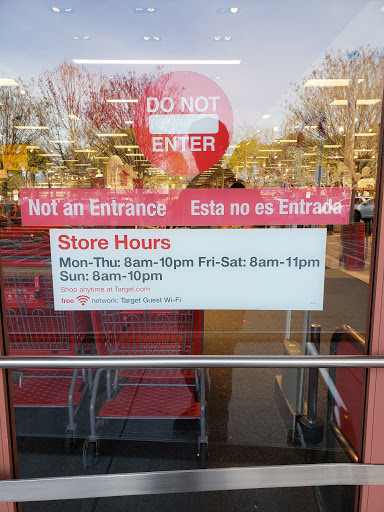 DO NOT
ENTER
Not an Entrance Esta no es Entrada
Store Hours
Mon-Thu: 8am-10pm Fri-Sat: 8am-11pm
Sun: 8am-10pm
Shop anytime at Target.com
free network: Target Guest Wi-Fi